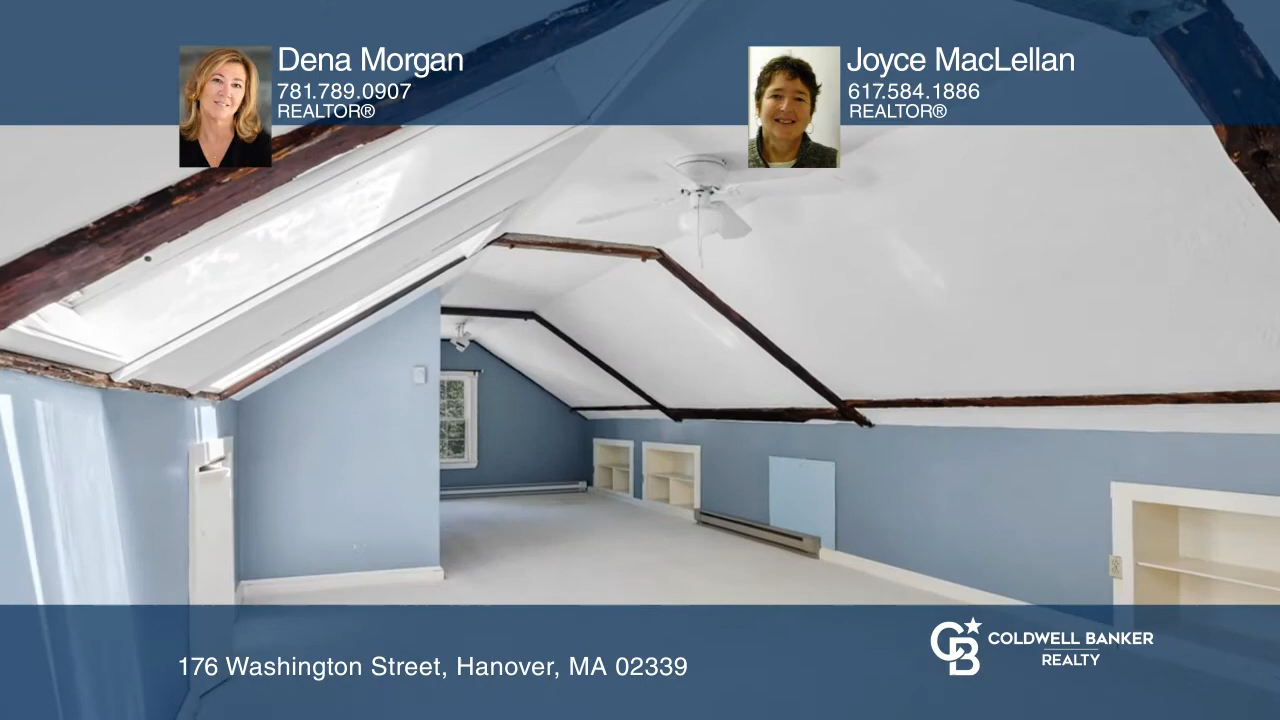 Dena Morgan
781.789.0907
REALTOR®
Joyce MacLellan
617.584.1886
REALTOR®
176 Washington Street, Hanover, MA 02339
CB
COLDWELL BANKER
REALTY